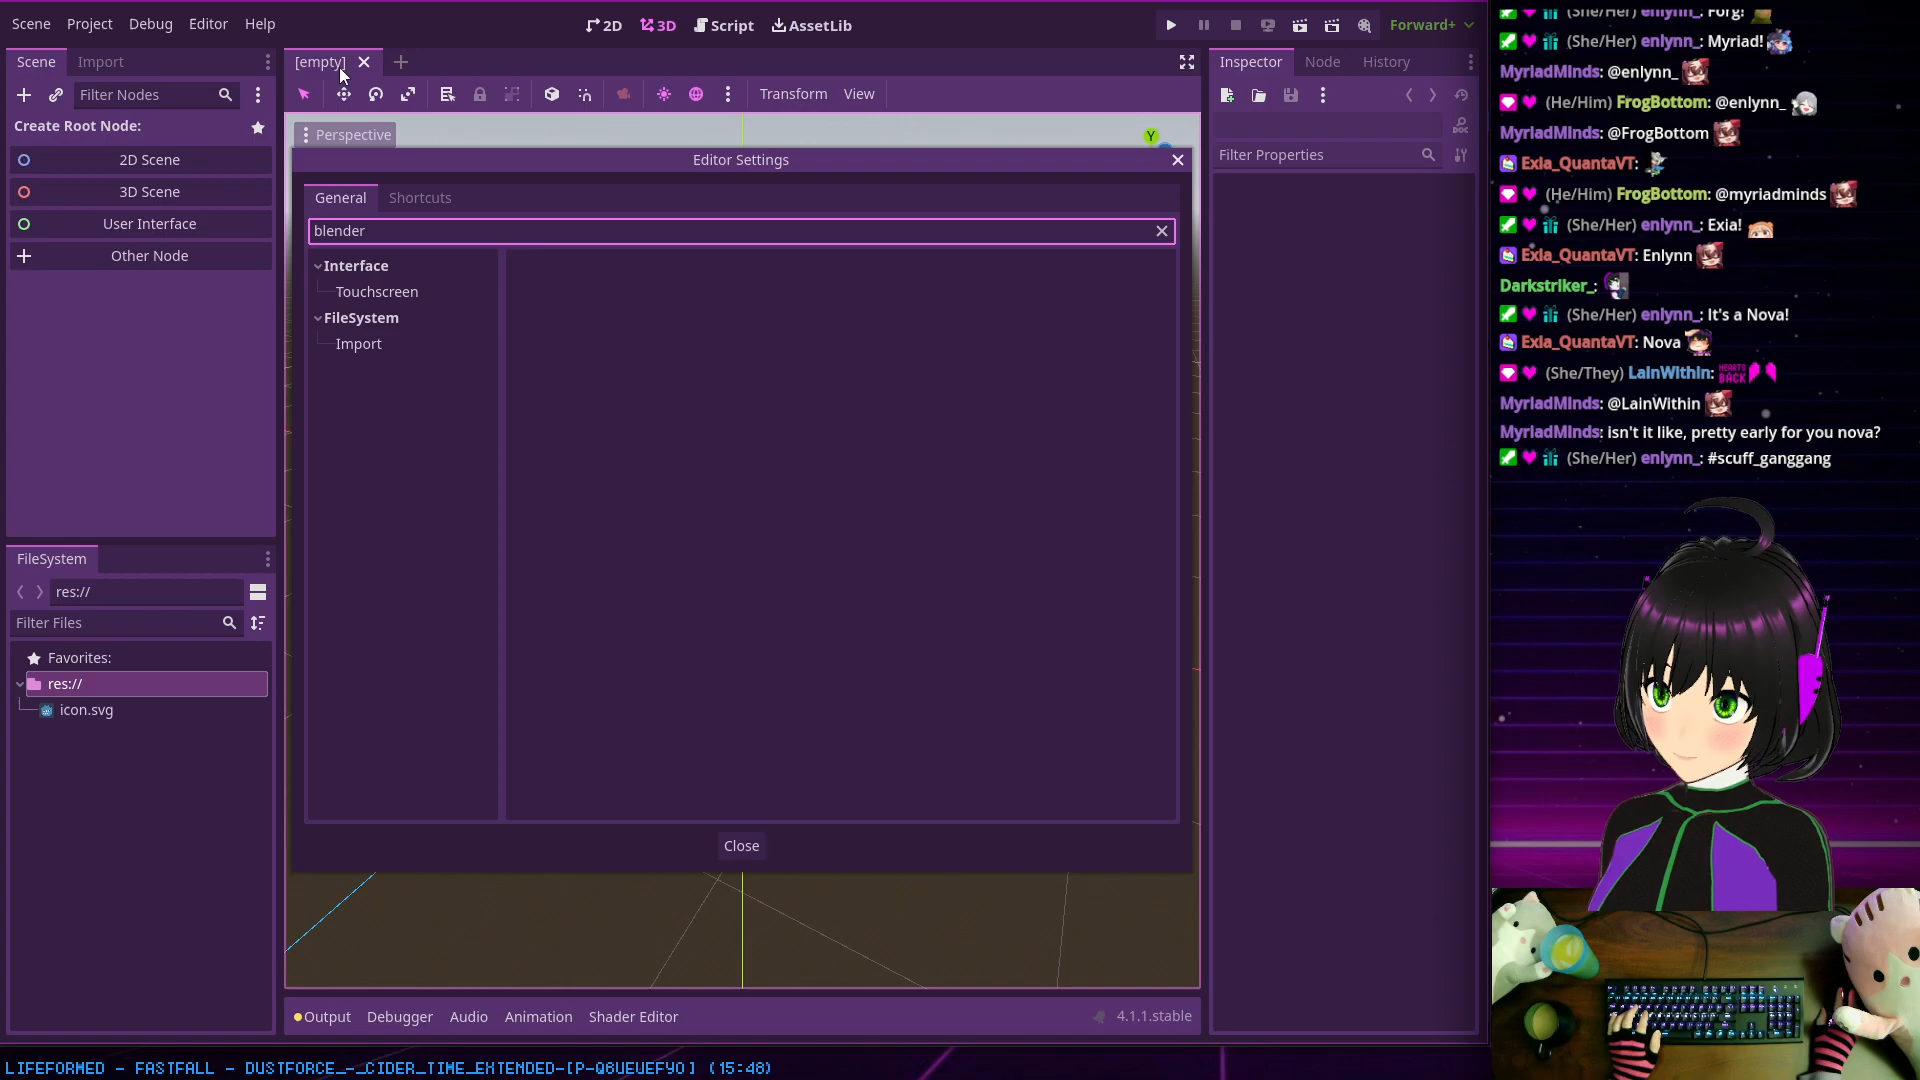 Scene Project Debug Editor Help
2D 3D Script AssetLib
Forward+
Scene Import
[empty]
Inspector Node History
Filter Nodes
Transform View
Create Root Node:
2D Scene
3D Scene
User Interface
Other Node
Perspective
Y
Filter Properties
Editor Settings
General Shortcuts
blender
Interface
Touchscreen
FileSystem
Import
Close
FileSystem
res://
Filter Files
Favorites:
res://
icon.svg
Output Debugger Audio Animation Shader Editor
4.1.1.stable
(She/Her) enlynn_: Forg!
(She/Her) enlynn_: Myriad!
MyriadMinds: @enlynn_
(He/Him) FrogBottom: @enlynn_
MyriadMinds: @FrogBottom
Exia_QuantaVT:
(He/Him) FrogBottom: @myriadminds
(She/Her) enlynn_: Exia!
Exia_QuantaVT: Enlynn
Darkstriker_:
(She/Her) enlynn_: It's a Nova!
Exia_QuantaVT: Nova
(She/They) LainWithin: HEARTS BACK
MyriadMinds: @LainWithin
MyriadMinds: isn't it like, pretty early for you nova?
(She/Her) enlynn_: #scuff_ganggang
LIFEFORMED - FASTFALL - DUSTFORCE_-_CIDER_TIME_EXTENDED-[P-Q6UEUEFY0] (15:48)